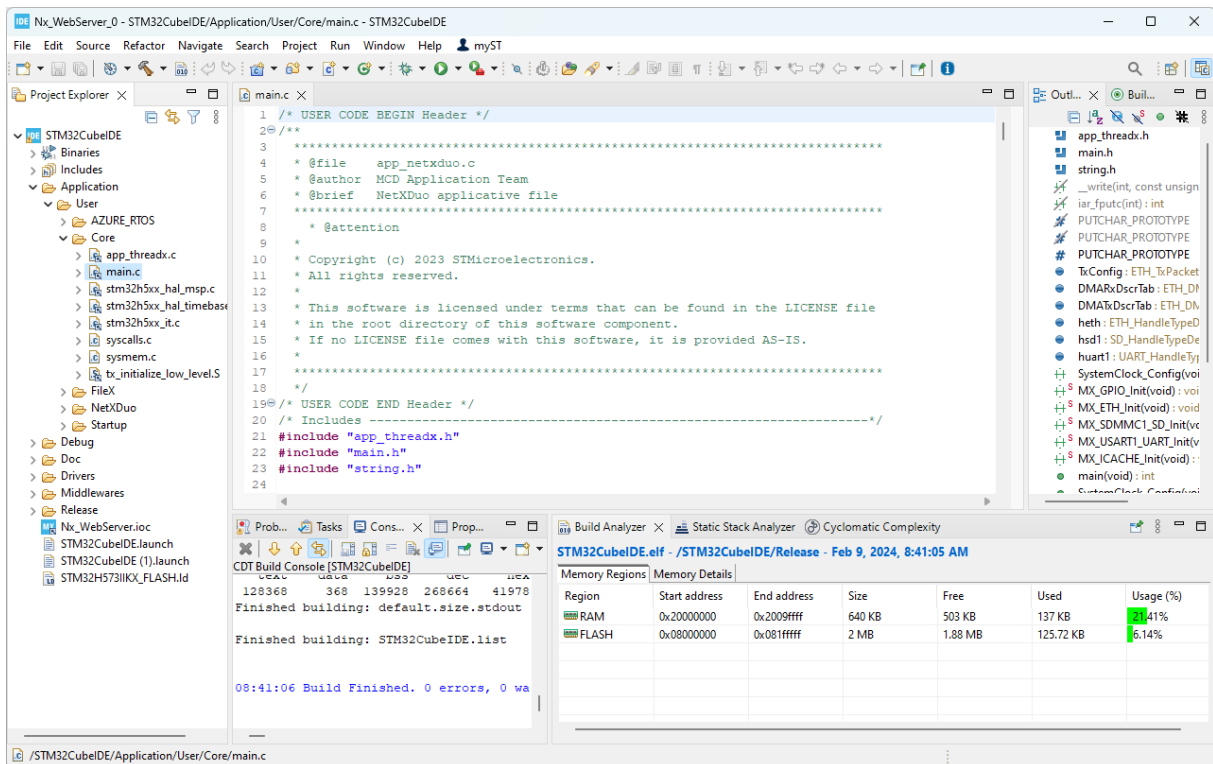 Nx_WebServer_0 - STM32CubeIDE/Application/User/Core/main.c - STM32CubeIDE
File Edit Source Refactor Navigate Search Project Run Window Help myST
Project Explorer
STM32CubeIDE
Binaries
Includes
Application
User
AZURE_RTOS
Core
app_threadx.c
main.c
stm32h5xx_hal_msp.c
stm32h5xx_hal_timebase
stm32h5xx_it.c
syscalls.c
sysmem.c
tx_initialize_low_level.S
FileX
NetXDuo
Startup
Debug
Doc
Drivers
Middlewares
Release
Nx_WebServer.ioc
STM32CubeIDE.launch
STM32CubeIDE (1).launch
STM32H573IIKX_FLASH.ld
main.c
1 /* USER CODE BEGIN Header */
2 /**
3 ******************************************************************************
4 * @file app_netxduo.c
5 * @author MCD Application Team
6 * @brief NetXDuo applicative file
7 ******************************************************************************
8 * @attention
9 *
10 * Copyright (c) 2023 STMicroelectronics.
11 * All rights reserved.
12 *
13 * This software is licensed under terms that can be found in the LICENSE file
14 * in the root directory of this software component.
15 * If no LICENSE file comes with this software, it is provided AS-IS.
16 *
17 ******************************************************************************
18 */
19 /* USER CODE END Header */
20 /* Includes ------------------------------------------------------------------*/
21 #include "app_threadx.h"
22 #include "main.h"
23 #include "string.h"
24
Outl... Buil...
app_threadx.h
main.h
string.h
__write(int, const unsign
iar_fputc(int) : int
PUTCHAR_PROTOTYPE
PUTCHAR_PROTOTYPE
PUTCHAR_PROTOTYPE
TxConfig : ETH_TxPacket
DMARxDscrTab : ETH_DM
DMATxDscrTab : ETH_DM
heth : ETH_HandleTypeD
hsd1 : SD_HandleTypeDe
huart1 : UART_HandleTyp
SystemClock_Config(voi
MX_GPIO_Init(void) : voi
MX_ETH_Init(void) : void
MX_SDMMC1_SD_Init(vo
MX_USART1_UART_Init(v
MX_ICACHE_Init(void) :
main(void) : int
SystemClock_Config(voi
Prob... Tasks Cons... Prop...
CDT Build Console [STM32CubeIDE]
text data bss dec hex
128368 368 139928 268664 41978
Finished building: default.size.stdout
Finished building: STM32CubeIDE.list
08:41:06 Build Finished. 0 errors, 0 wa
Build Analyzer Static Stack Analyzer Cyclomatic Complexity
STM32CubeIDE.elf - /STM32CubeIDE/Release - Feb 9, 2024, 8:41:05 AM
Memory Regions Memory Details
Region Start address End address Size Free Used Usage (%)
RAM 0x20000000 0x2009ffff 640 KB 503 KB 137 KB 21.41%
FLASH 0x08000000 0x081fffff 2 MB 1.88 MB 125.72 KB 6.14%
/STM32CubeIDE/Application/User/Core/main.c